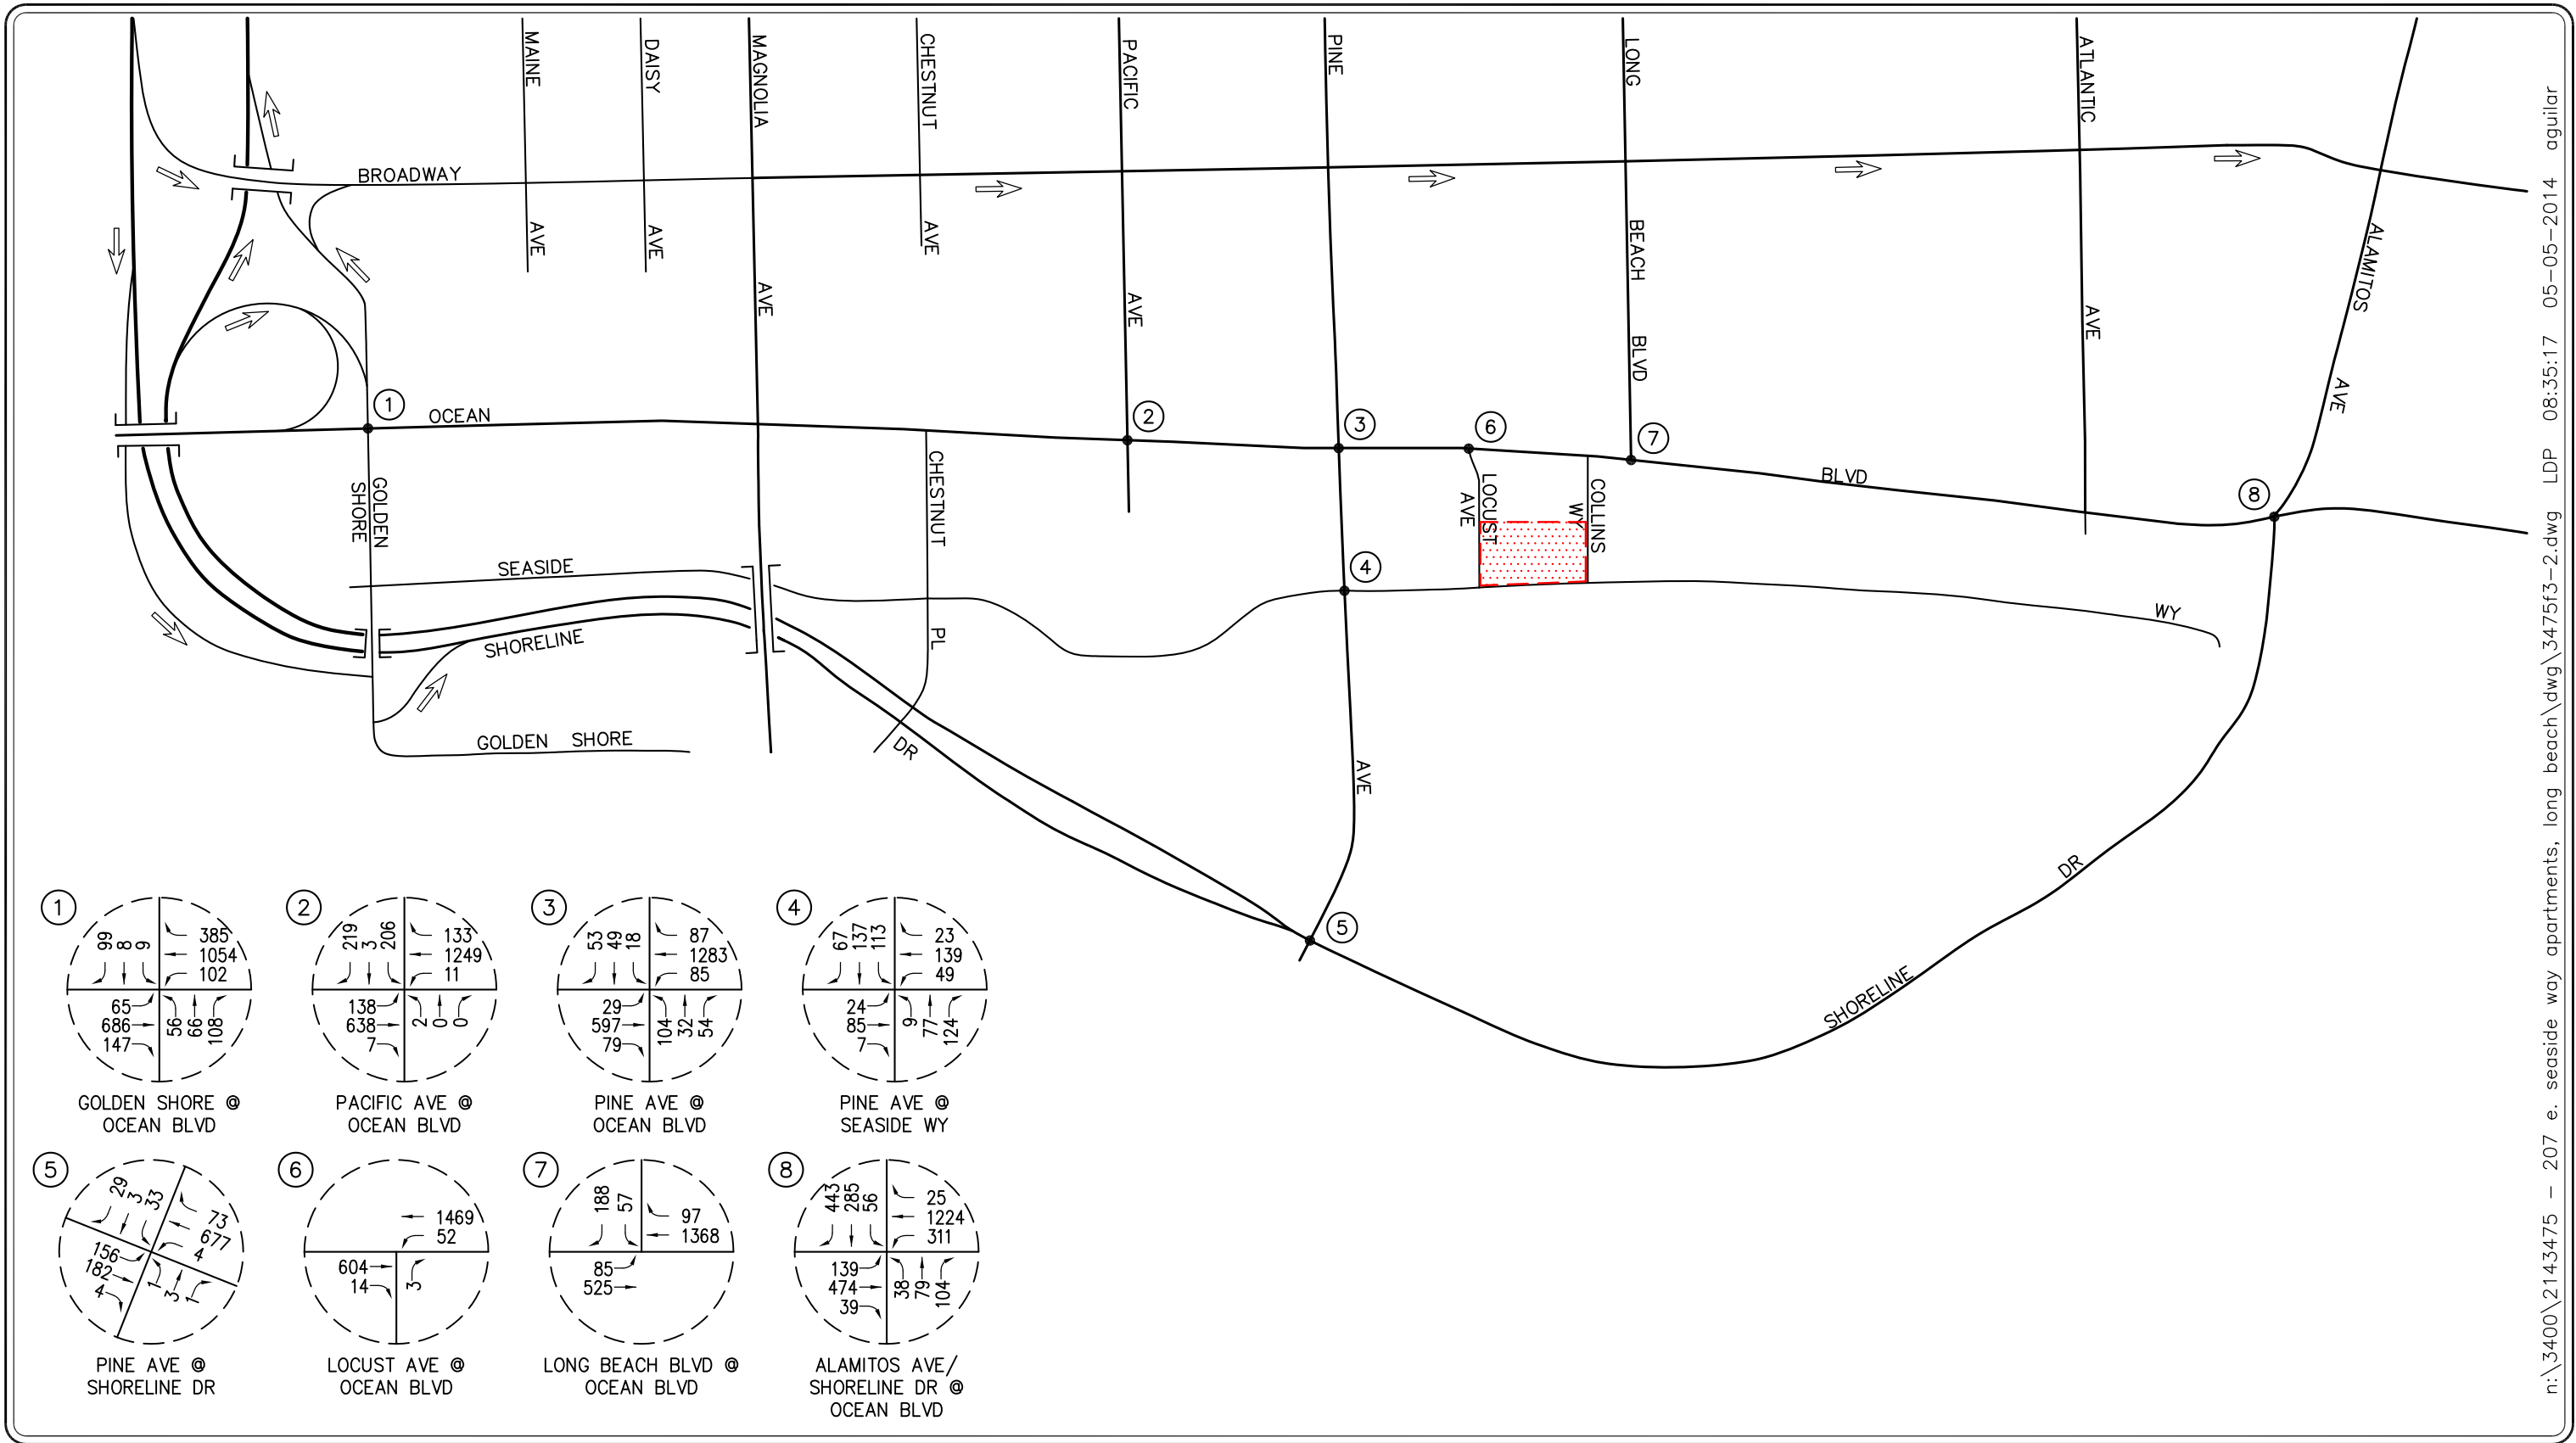 MAINE
AVE
DAISY
AVE
MAGNOLIA
AVE
CHESTNUT
AVE
PACIFIC
AVE
PINE
LONG
BEACH
BLVD
ATLANTIC
AVE
ALAMITOS
AVE
BROADWAY
1
OCEAN
2
3
6
7
BLVD
8
GOLDEN
SHORE
CHESTNUT
PL
LOCUST
AVE
COLLINS
WY
SEASIDE
4
WY
SHORELINE
DR
GOLDEN SHORE
AVE
5
DR
SHORELINE
1
99
8
9
385
1054
102
65
686
147
56
66
108
GOLDEN SHORE @
OCEAN BLVD
2
219
3
206
133
1249
11
138
638
7
2
0
0
PACIFIC AVE @
OCEAN BLVD
3
53
49
18
87
1283
85
29
597
79
104
32
54
PINE AVE @
OCEAN BLVD
4
67
137
113
23
139
49
24
85
7
9
77
124
PINE AVE @
SEASIDE WY
5
29
3
33
73
677
4
156
182
4
1
3
1
PINE AVE @
SHORELINE DR
6
1469
52
604
14
3
LOCUST AVE @
OCEAN BLVD
7
188
57
97
1368
85
525
LONG BEACH BLVD @
OCEAN BLVD
8
443
285
56
25
1224
311
139
474
39
38
79
104
ALAMITOS AVE/
SHORELINE DR @
OCEAN BLVD
n:\3400\2143475 - 207 e. seaside way apartments, long beach\dwg\3475f3-2.dwg LDP 08:35:17 05-05-2014 aguilar